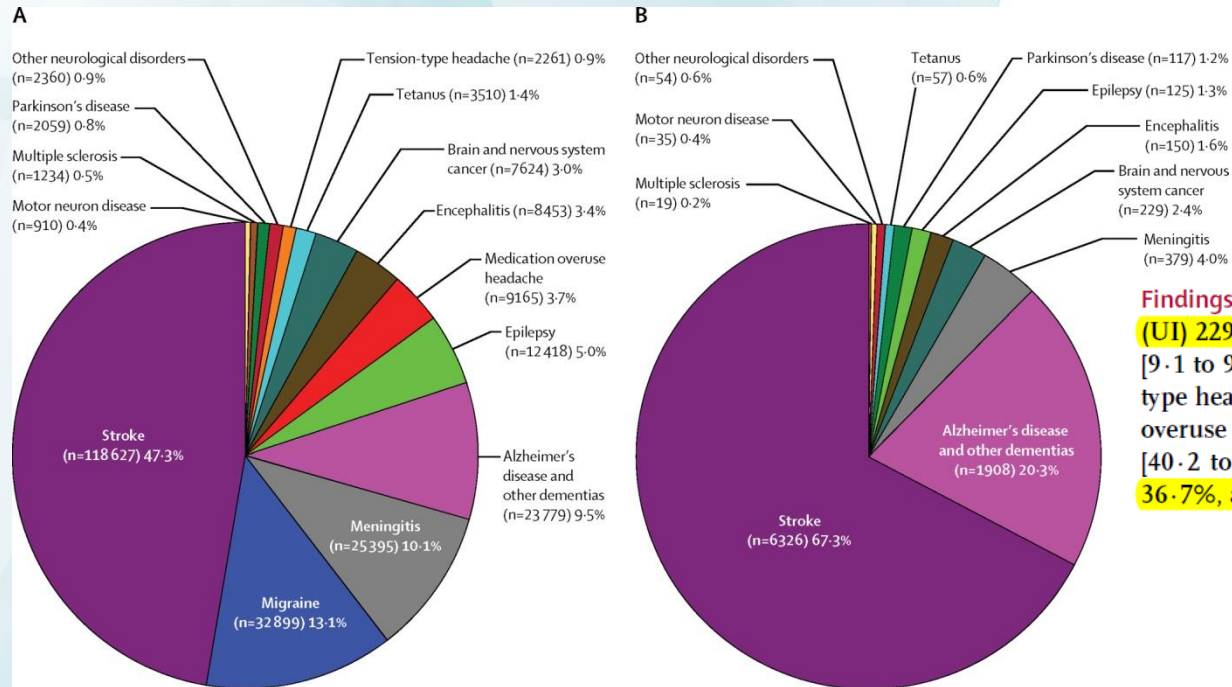 A
Other neurological disorders
(n=2360) 0·9%
Parkinson's disease
(n=2059) 0·8%
Multiple sclerosis
(n=1234) 0·5%
Motor neuron disease
(n=910) 0·4%
Tension-type headache (n=2261) 0·9%
Tetanus (n=3510) 1·4%
Brain and nervous system
cancer (n=7624) 3·0%
Encephalitis (n=8453) 3·4%
Medication overuse
headache
(n=9165) 3·7%
Epilepsy
(n=12 418) 5·0%
Alzheimer's
disease and
other dementias
(n=23 779) 9·5%
Meningitis
(n=25395) 10·1%
Migraine
(n=32 899) 13·1%
Stroke
(n=118 627) 47·3%
B
Other neurological disorders
(n=54) 0·6%
Motor neuron disease
(n=35) 0·4%
Multiple sclerosis
(n=19) 0·2%
Tetanus
(n=57) 0·6%
Parkinson's disease (n=117) 1·2%
Epilepsy (n=125) 1·3%
Encephalitis
(n=150) 1·6%
Brain and nervous
system cancer
(n=229) 2·4%
Meningitis
(n=379) 4·0%
Alzheimer's disease
and other dementias
(n=1908) 20·3%
Stroke
(n=6326) 67·3%
Findings
(UI) 229
[9·1 to 9
type hea
overuse
[40·2 to
36·7%,